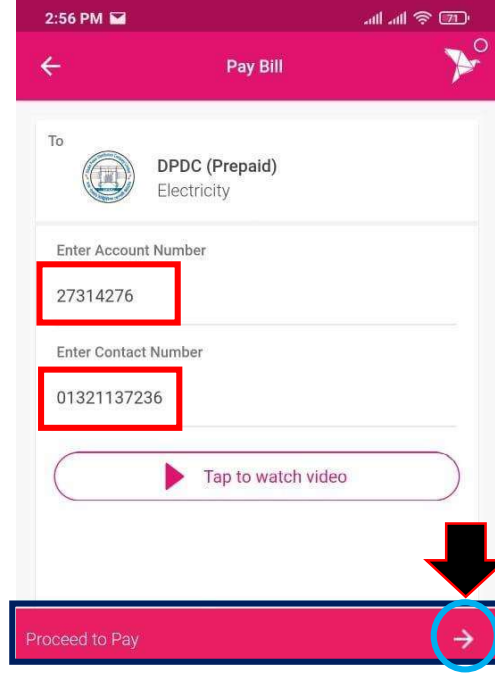 2:56 PM 71
Pay Bill
To
DPDC (Prepaid)
Electricity
Enter Account Number
27314276
Enter Contact Number
01321137236
Tap to watch video
Proceed to Pay